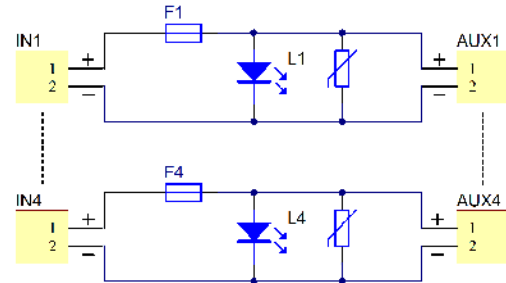 F1
IN1
AUX1
1 + L1 + 1
2 − − 2
F4
IN4
AUX4
1 + L4 + 1
2 − − 2